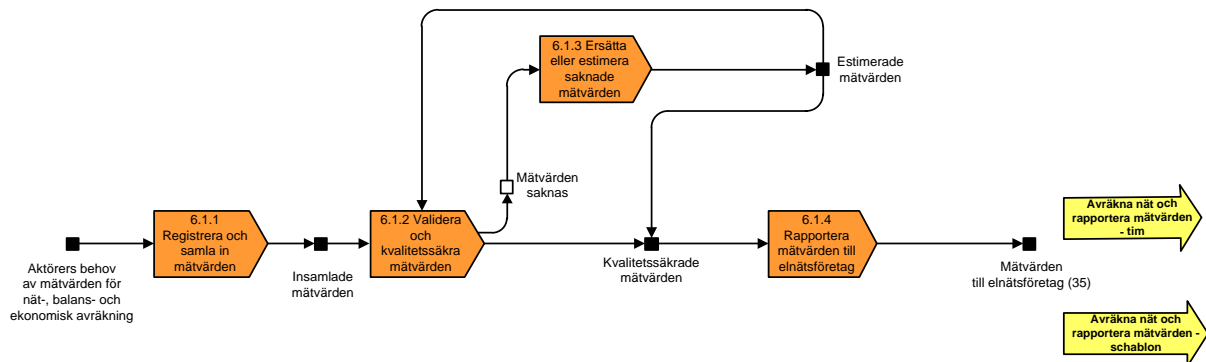 6.1.3 Ersätta
eller estimera
saknade
mätvärden
Estimerade
mätvärden
Mätvärden
saknas
6.1.1
Registrera och
samla in
mätvärden
6.1.2 Validera
och
kvalitetssäkra
mätvärden
6.1.4
Rapportera
mätvärden till
elnätsföretag
Avräkna nät och
rapportera mätvärden
- tim
Aktörers behov
av mätvärden för
nät-, balans- och
ekonomisk avräkning
Insamlade
mätvärden
Kvalitetssäkrade
mätvärden
Mätvärden
till elnätsföretag (35)
Avräkna nät och
rapportera mätvärden -
schablon